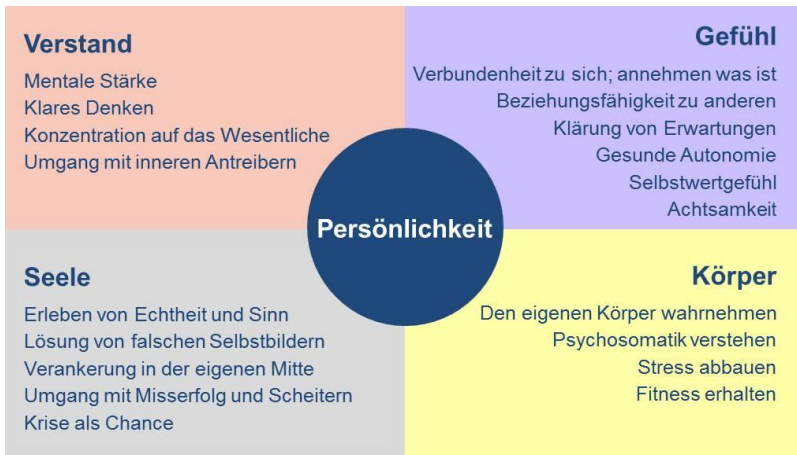 Verstand
Mentale Stärke
Klares Denken
Konzentration auf das Wesentliche
Umgang mit inneren Antreibern
Gefühl
Verbundenheit zu sich; annehmen was ist
Beziehungsfähigkeit zu anderen
Klärung von Erwartungen
Gesunde Autonomie
Selbstwertgefühl
Achtsamkeit
Persönlichkeit
Seele
Erleben von Echtheit und Sinn
Lösung von falschen Selbstbildern
Verankerung in der eigenen Mitte
Umgang mit Misserfolg und Scheitern
Krise als Chance
Körper
Den eigenen Körper wahrnehmen
Psychosomatik verstehen
Stress abbauen
Fitness erhalten